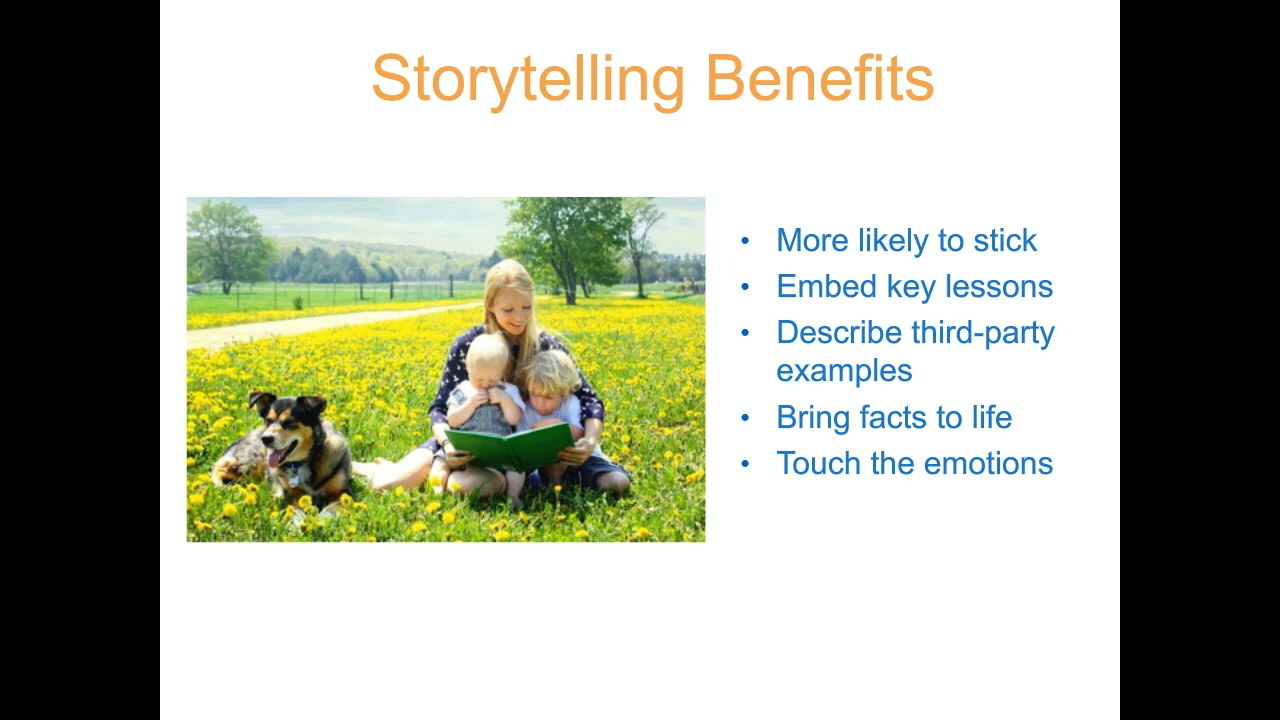 Storytelling Benefits
• More likely to stick
• Embed key lessons
• Describe third-party
examples
• Bring facts to life
• Touch the emotions